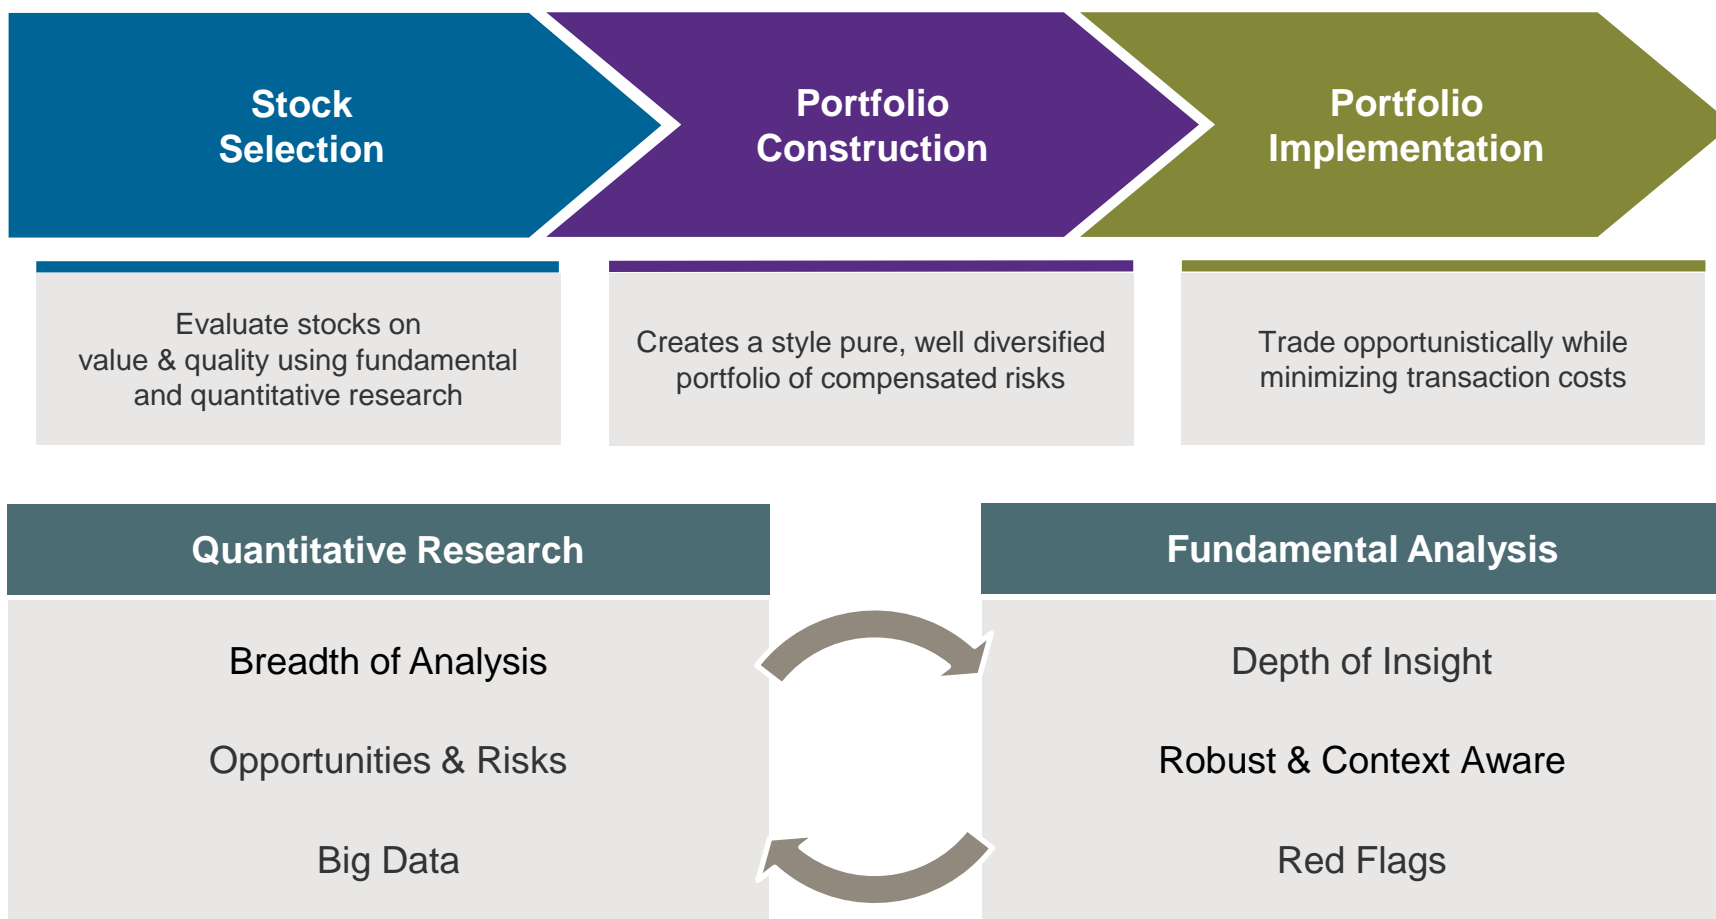 Stock
Selection
Portfolio
Construction
Portfolio
Implementation
Evaluate stocks on
value & quality using fundamental
and quantitative research
Creates a style pure, well diversified
portfolio of compensated risks
Trade opportunistically while
minimizing transaction costs
Quantitative Research
Breadth of Analysis
Opportunities & Risks
Big Data
Fundamental Analysis
Depth of Insight
Robust & Context Aware
Red Flags